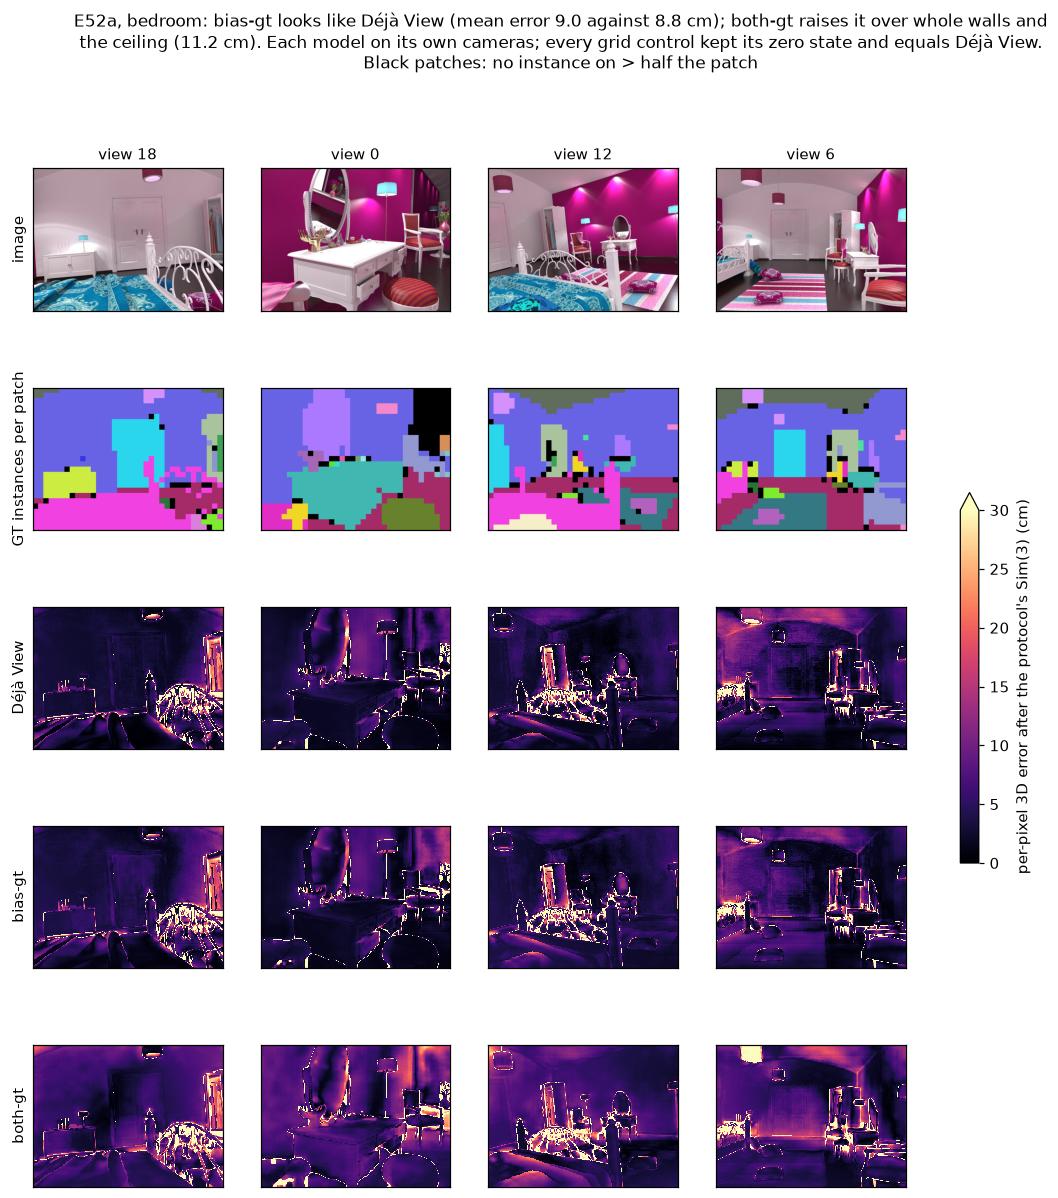 E52a, bedroom: bias-gt looks like Déjà View (mean error 9.0 against 8.8 cm); both-gt raises it over whole walls and
the ceiling (11.2 cm). Each model on its own cameras; every grid control kept its zero state and equals Déjà View.
Black patches: no instance on > half the patch
view 18
view 0
view 12
view 6
image
GT instances per patch
Déjà View
bias-gt
both-gt
30
25
20
15
10
5
0
per-pixel 3D error after the protocol's Sim(3) (cm)